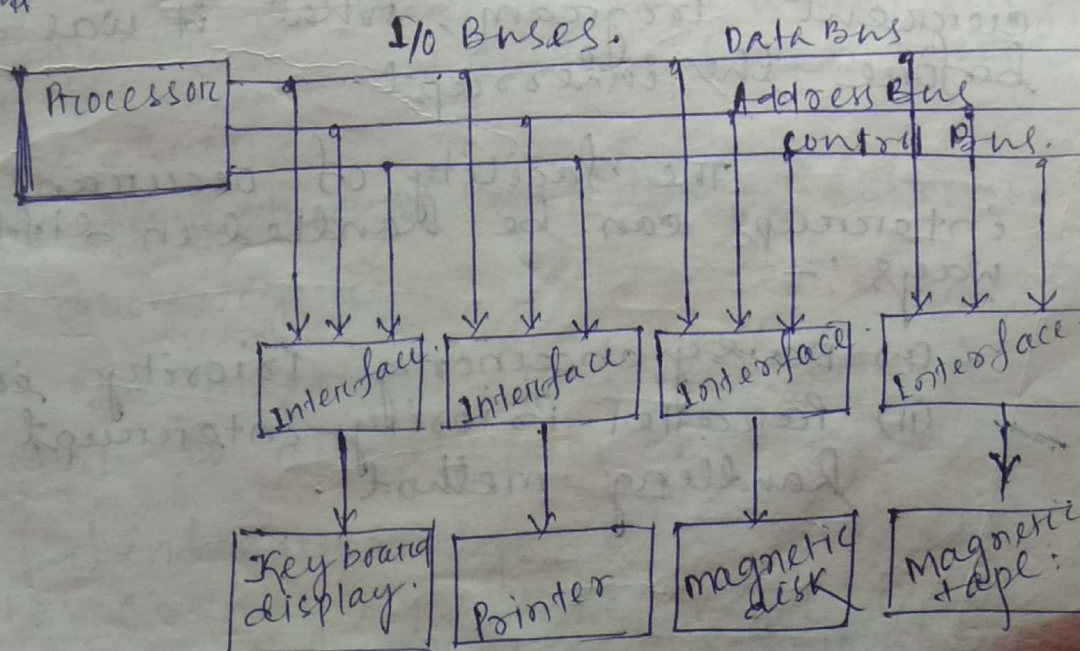 I/O Buses.
Data Bus
Processor
Address Bus
control Bus.
Interface
Interface
Interface
Interface
Keyboard
display.
Printer
magnetic
disk
Magnetic
tape: